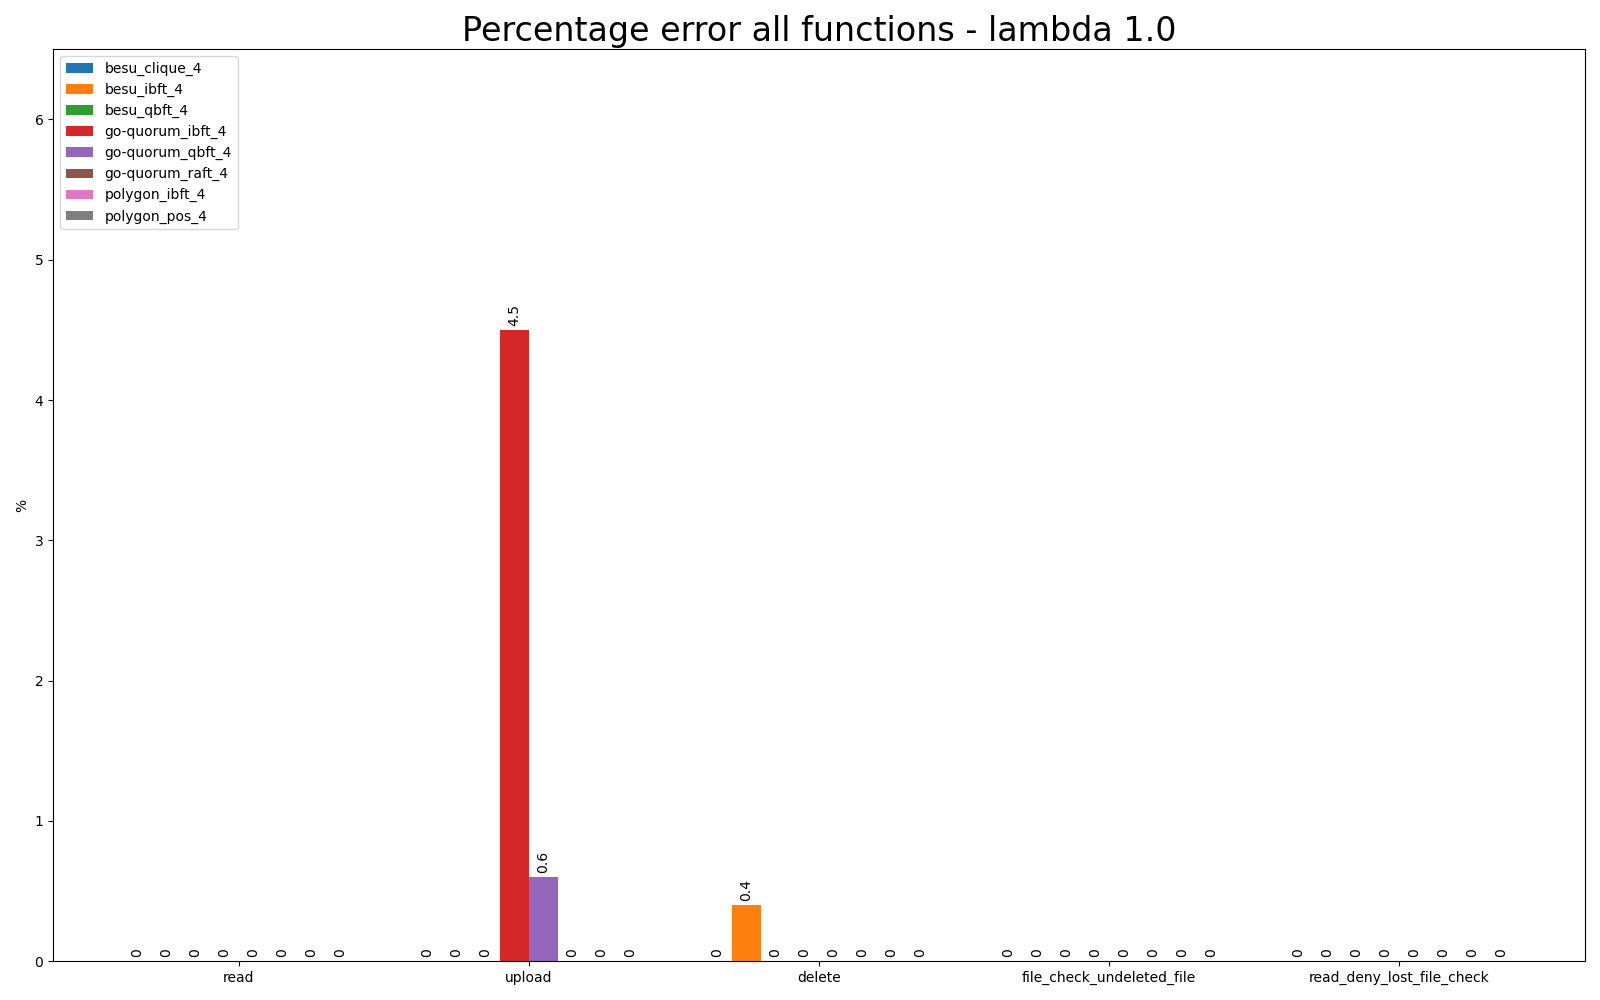 Percentage error all functions - lambda 1.0
besu_clique_4
besu_ibft_4
besu_qbft_4
go-quorum_ibft_4
go-quorum_qbft_4
go-quorum_raft_4
polygon_ibft_4
polygon_pos_4
%
6
5
4
3
2
1
0
0 0 0 0 0 0 0 0
0 0 0 4.5 0.6 0 0 0
0 0.4 0 0 0 0 0 0
0 0 0 0 0 0 0 0
0 0 0 0 0 0 0 0
read
upload
delete
file_check_undeleted_file
read_deny_lost_file_check